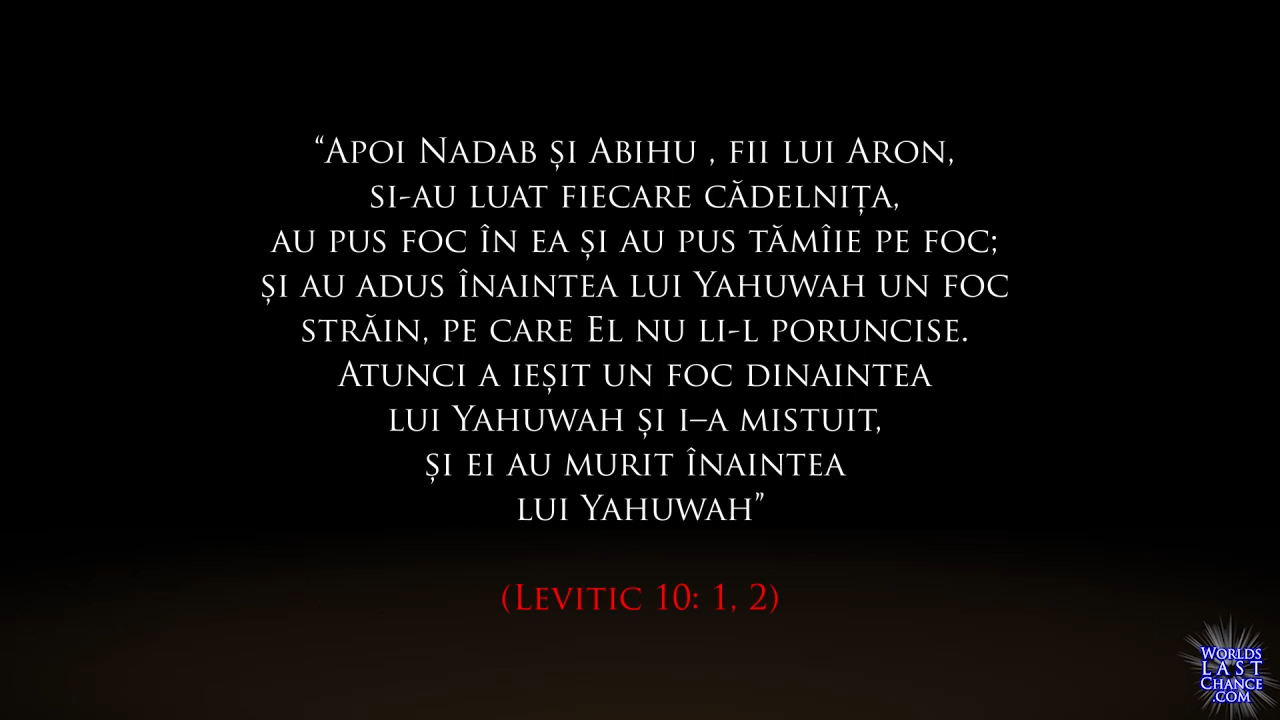 “Apoi Nadab și Abihu , fii lui Aron,
si-au luat fiecare cădelnița,
au pus foc în ea și au pus tămîie pe foc;
și au adus înaintea lui Yahuwah un foc
străin, pe care El nu li-l poruncise.
Atunci a ieșit un foc dinaintea
lui Yahuwah și i–a mistuit,
și ei au murit înaintea
lui Yahuwah”
(Levitic 10: 1, 2)
Worlds
Last
Chance
.com